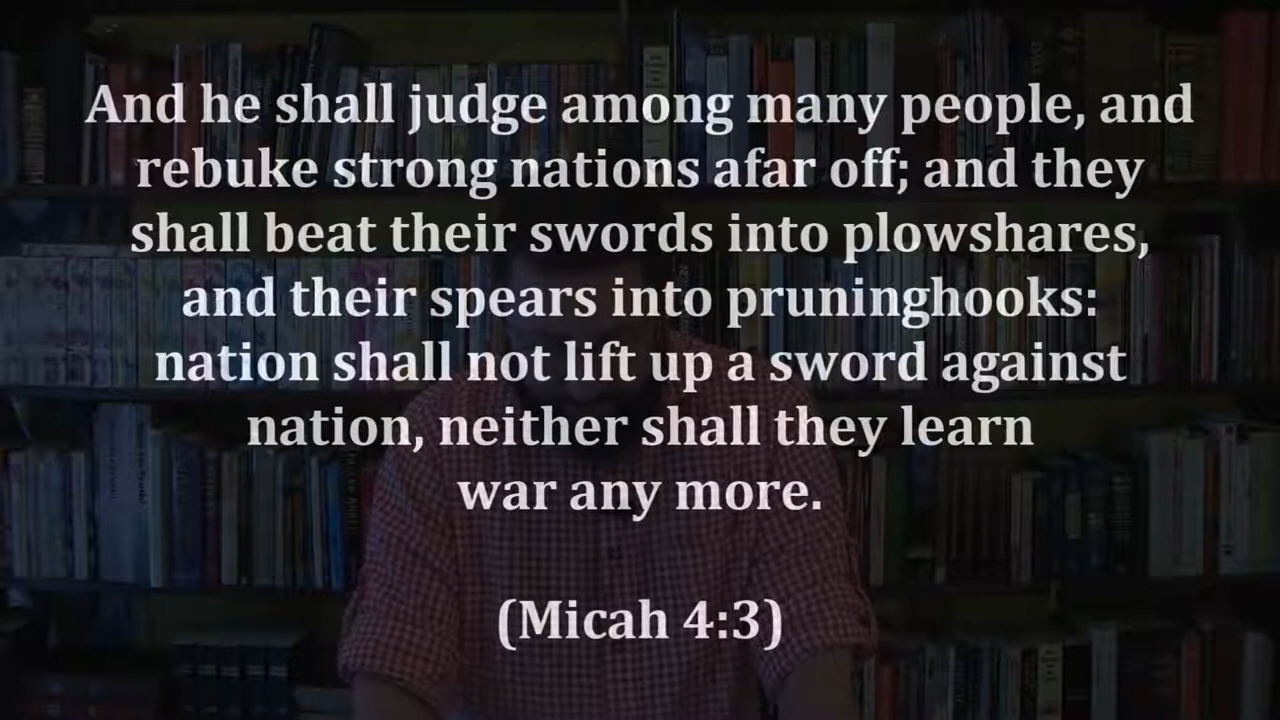 And he shall judge among many people, and
rebuke strong nations afar off; and they
shall beat their swords into plowshares,
and their spears into pruninghooks:
nation shall not lift up a sword against
nation, neither shall they learn
war any more.
(Micah 4:3)